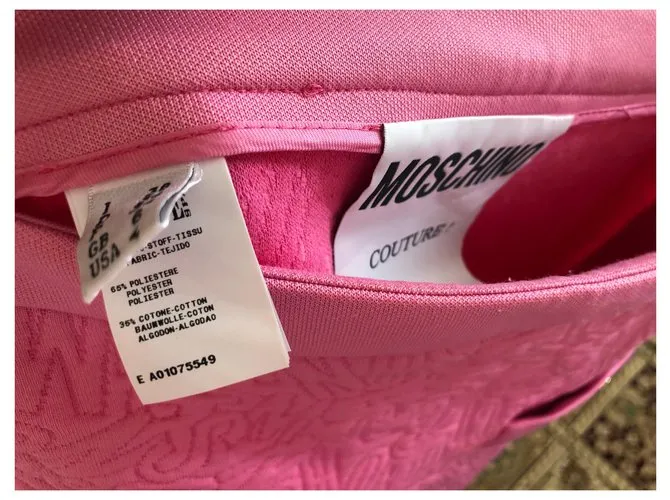 MOSCHINO
COUTURE !
GB
USA
-STOFF-TISSU
FABRIC-TEJIDO
65% POLIESTERE
POLYESTER
POLIESTER
35% COTONE-COTTON
BAUMWOLLE-COTON
ALGODON-ALGODAO
E A01075549